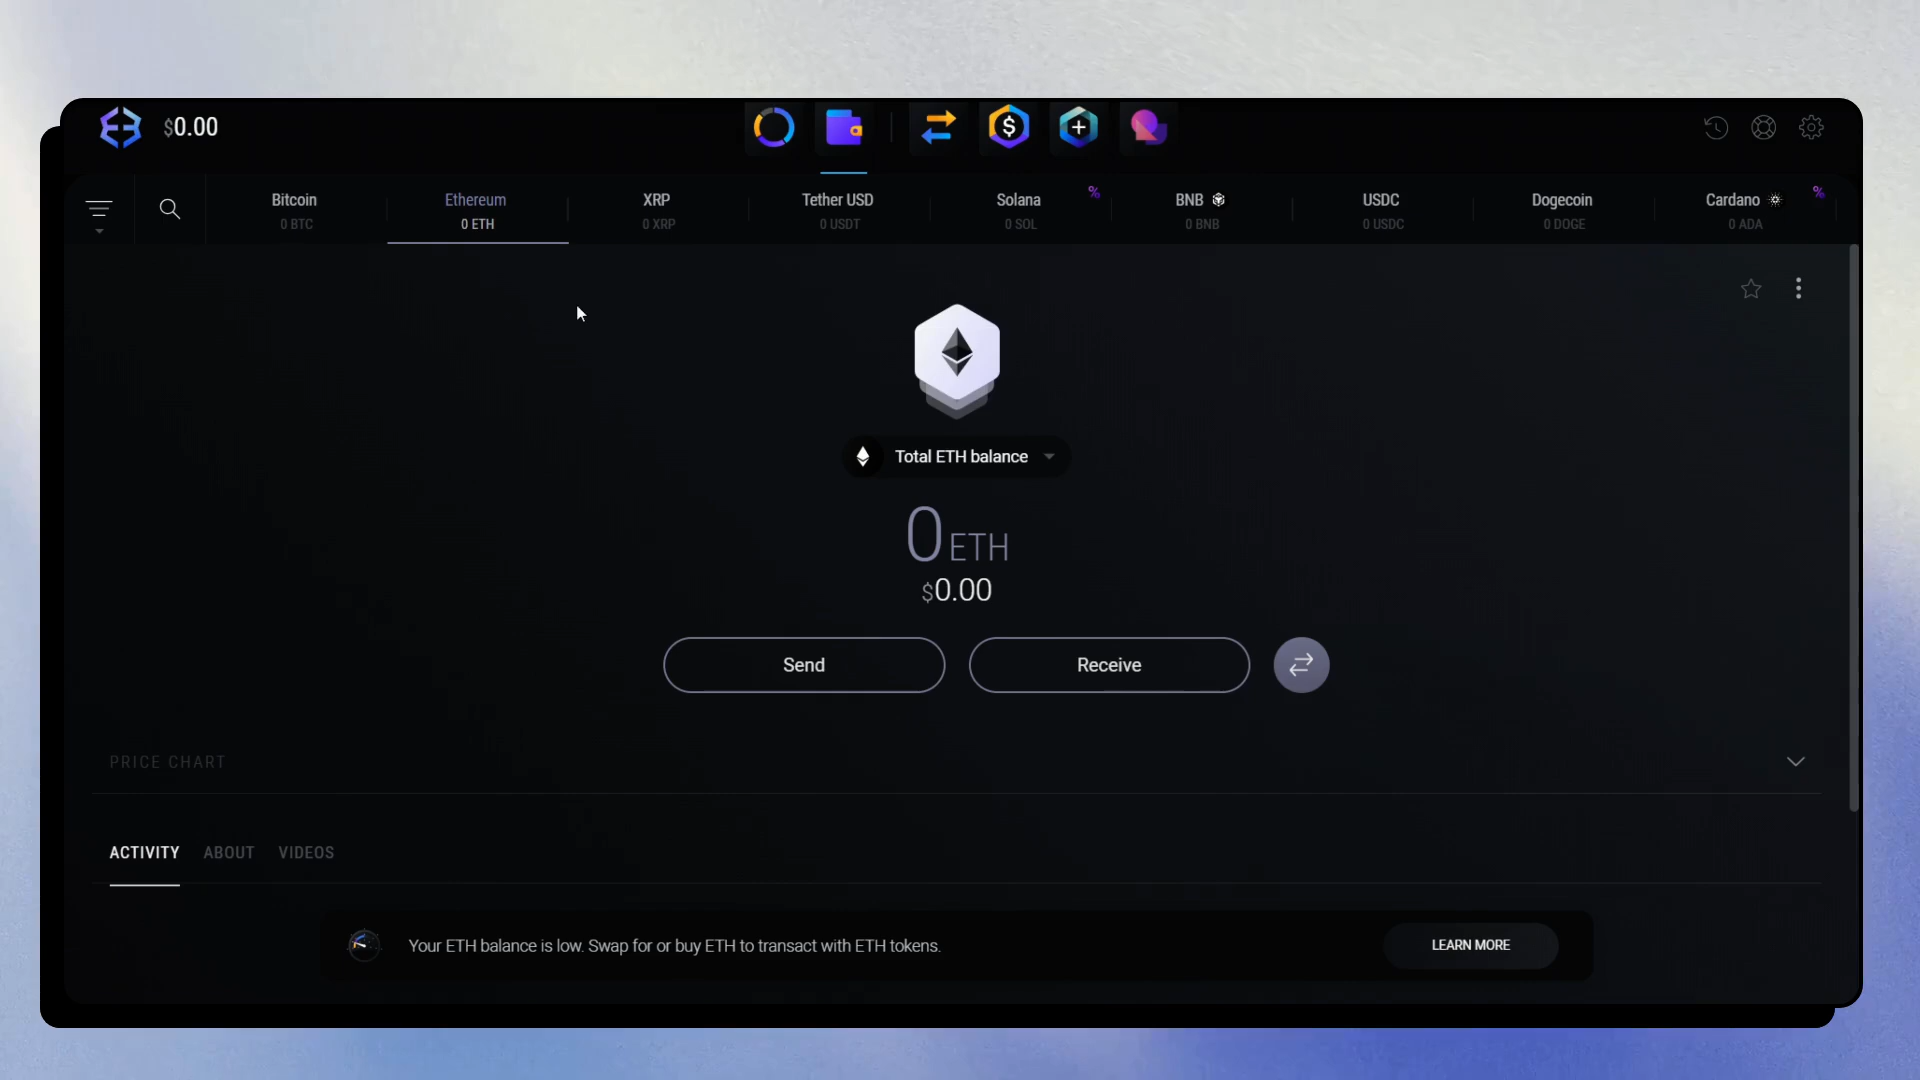 $0.00
Bitcoin
0 BTC
Ethereum
0 ETH
XRP
0 XRP
Tether USD
0 USDT
Solana
0 SOL
%
BNB
0 BNB
USDC
0 USDC
Dogecoin
0 DOGE
Cardano
0 ADA
%
Total ETH balance
0 ETH
$0.00
Send
Receive
PRICE CHART
ACTIVITY ABOUT VIDEOS
Your ETH balance is low. Swap for or buy ETH to transact with ETH tokens.
LEARN MORE